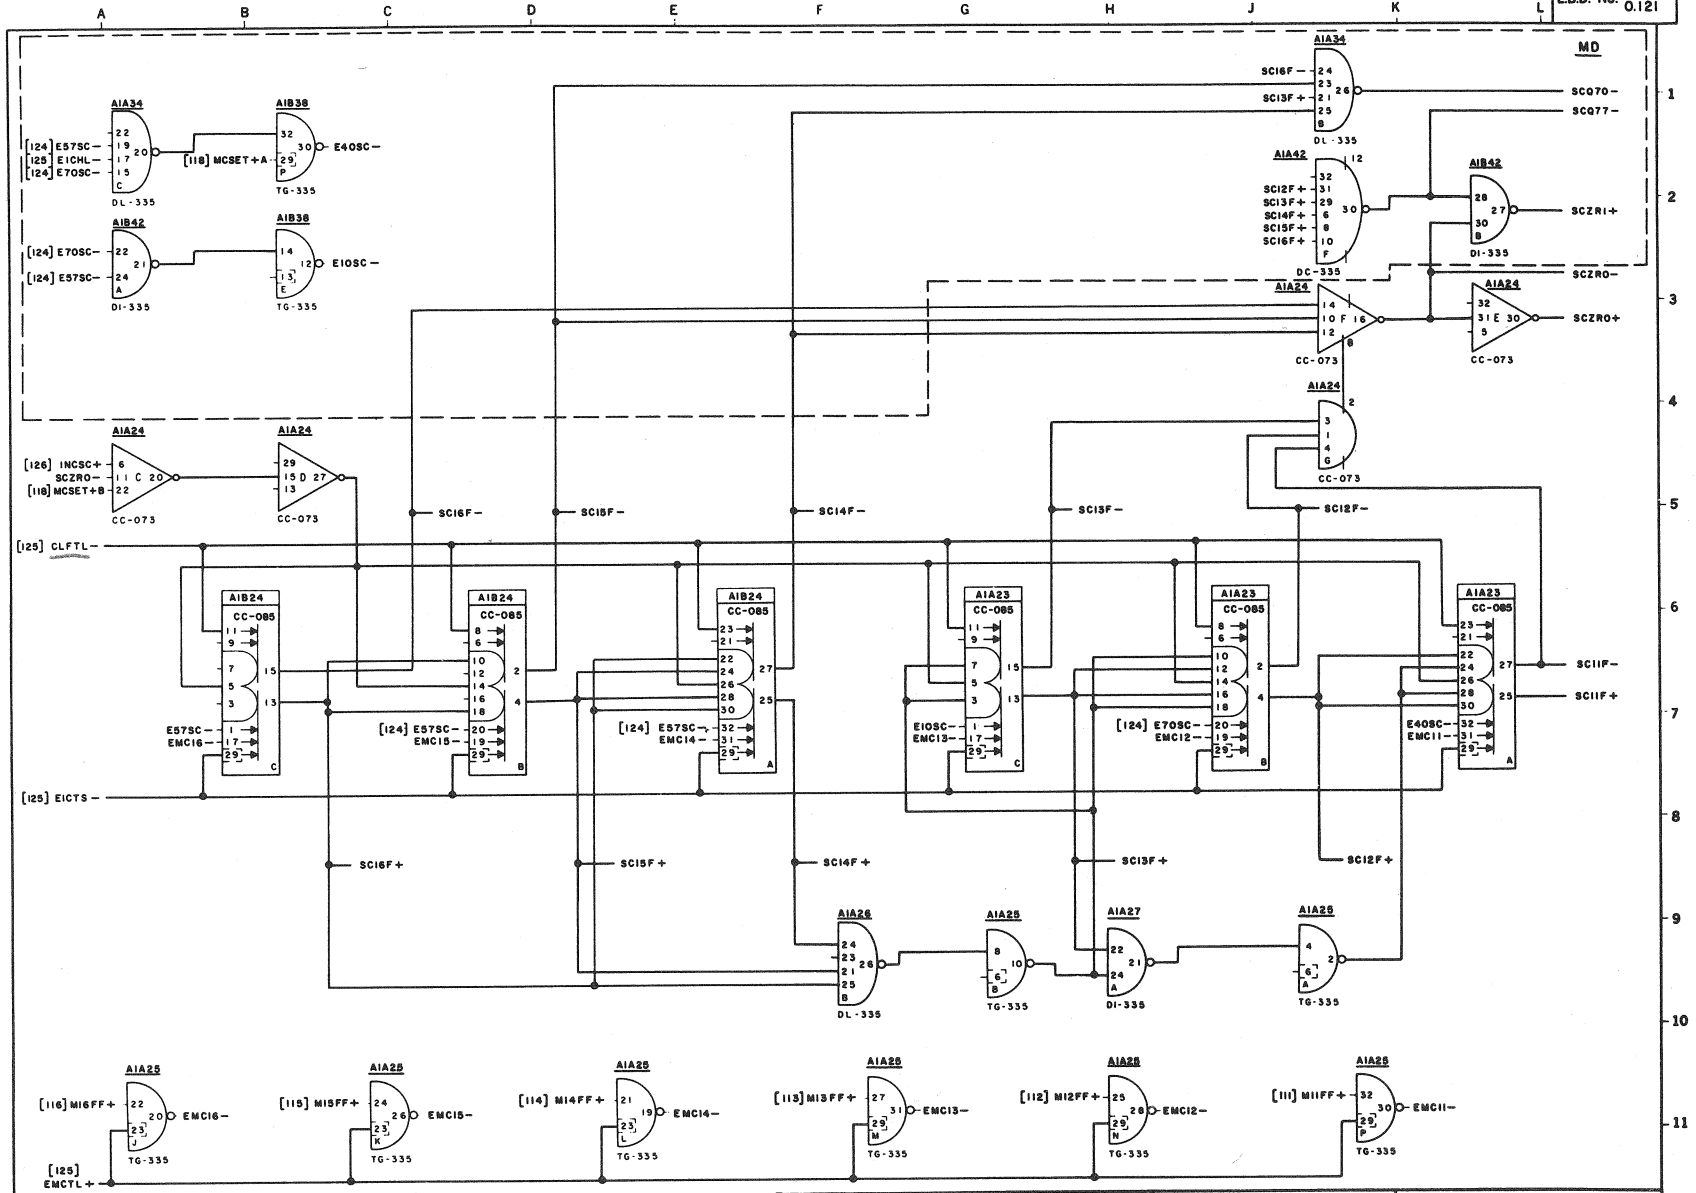 A B C D E F G H J K L
L.B.D. No. 0.121
MD
1
2
3
4
5
6
7
8
9
10
11
A1A34
22
[124] E57SC- 19
[125] E1CHL- 17
[124] E70SC- 15
20
C
DL-335
A1B38
32
30
E40SC-
[118] MCSET+A 29
P
TG-335
A1B42
[124] E70SC- 22
21
[124] E57SC- 24
A
DI-335
A1B38
14
12
E10SC-
13
E
TG-335
A1A34
SC16F- 24
23
SC13F+ 21
25
26
B
DL-335
SCQ70-
SCQ77-
A1A42
12
32
SC12F+ 31
SC13F+ 29
SC14F+ 6
SC15F+ 8
SC16F+ 10
30
F
DC-335
A1B42
28
27
30
B
DI-335
SCZR1+
SCZR0-
A1A24
14
10 F 16
12
8
CC-073
A1A24
32
31 E 30
5
CC-073
SCZR0+
A1A24
2
3
1
4
G
CC-073
A1A24
[126] INCSC+ 6
SCZR0- 11 C 20
[118] MCSET+B 22
CC-073
A1A24
29
15 D 27
13
CC-073
SC16F-
SC15F-
SC14F-
SC13F-
SC12F-
[125] CLFTL-
A1B24
CC-085
11
9
7
5
3
15
13
E57SC- 1
EMC16- 17
29
C
A1B24
CC-085
8
6
10
12
14
16
18
2
4
[124] E57SC- 20
EMC15- 19
29
B
A1B24
CC-085
23
21
22
24
26
28
30
27
25
[124] E57SC- 32
EMC14- 31
29
A
A1A23
CC-085
11
9
7
5
3
15
13
E10SC- 1
EMC13- 17
29
C
A1A23
CC-085
8
6
10
12
14
16
18
2
4
[124] E70SC- 20
EMC12- 19
29
B
A1A23
CC-085
23
21
22
24
26
28
30
27
25
E40SC- 32
EMC11- 31
29
A
SC11F-
SC11F+
[125] E1CTS-
SC16F+
SC15F+
SC14F+
SC13F+
SC12F+
A1A26
24
23
21
25
26
B
DL-335
A1A25
8
10
6
B
TG-335
A1A27
22
21
24
A
DI-335
A1A25
4
2
6
A
TG-335
A1A25
[116] M16FF+ 22
20
EMC16-
23
J
TG-335
A1A25
[115] M15FF+ 24
26
EMC15-
23
K
TG-335
A1A25
[114] M14FF+ 21
19
EMC14-
23
L
TG-335
A1A25
[113] M13FF+ 27
31
EMC13-
29
M
TG-335
A1A25
[112] M12FF+ 25
28
EMC12-
29
N
TG-335
A1A25
[111] M11FF+ 32
30
EMC11-
29
P
TG-335
[125]
EMCTL+